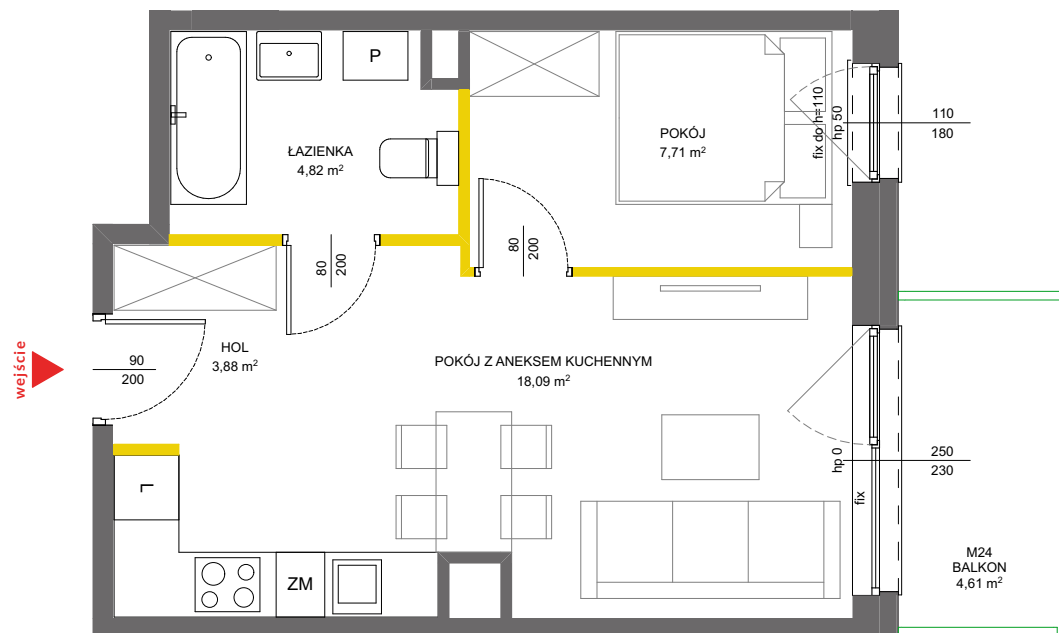 P
ŁAZIENKA
4,82 m²
POKÓJ
7,71 m²
fix do h=110
hp 50
110
180
80
200
80
200
wejście
90
200
HOL
3,88 m²
POKÓJ Z ANEKSEM KUCHENNYM
18,09 m²
hp 0
fix
250
230
L
ZM
M24
BALKON
4,61 m²